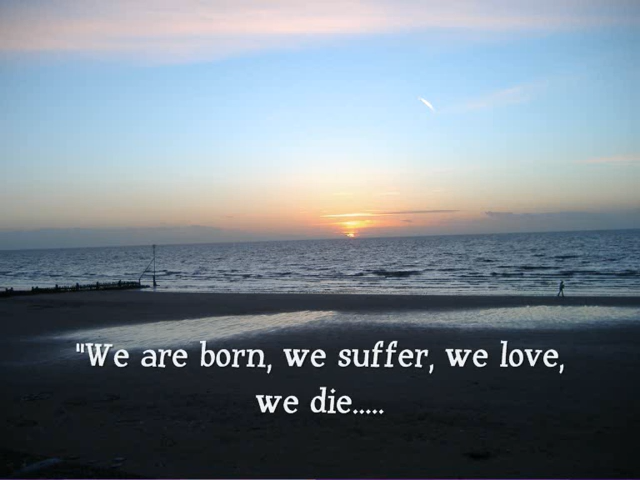 "We are born, we suffer, we love,
we die.....